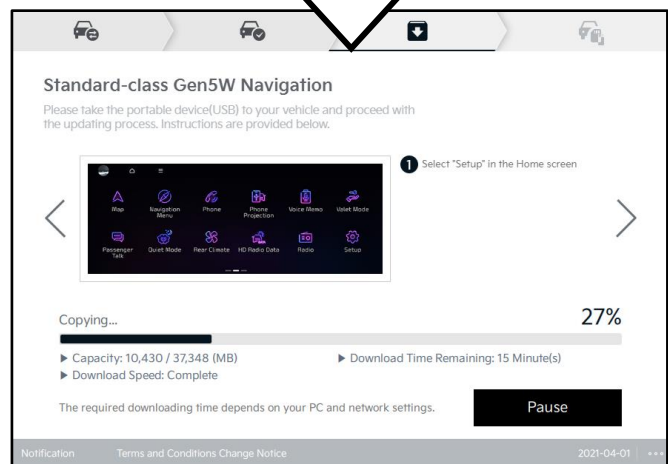 Standard-class Gen5W Navigation
Please take the portable device(USB) to your vehicle and proceed with
the updating process. Instructions are provided below.
1 Select "Setup" in the Home screen
Map Navigation Menu Phone Phone Projection Voice Memo Valet Mode
Passenger Talk Quiet Mode Rear Climate HD Radio Data Radio Setup
Copying... 27%
▶ Capacity: 10,430 / 37,348 (MB) ▶ Download Time Remaining: 15 Minute(s)
▶ Download Speed: Complete
The required downloading time depends on your PC and network settings. Pause
Notification Terms and Conditions Change Notice 2021-04-01